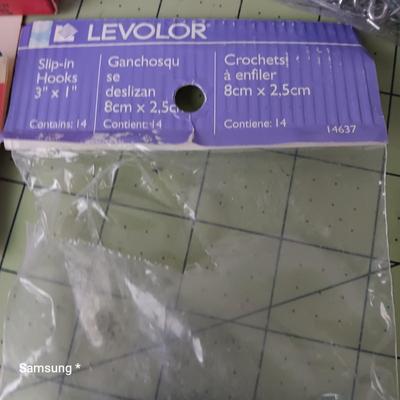 LEVOLOR
Slip-in
Hooks
3" x 1"
Contains: 14
Ganchosqu
se
deslizan
8cm x 2,5c
Contient: 14
Crochets
à enfiler
8cm x 2,5cm
Contiene: 14
14637
Samsung *